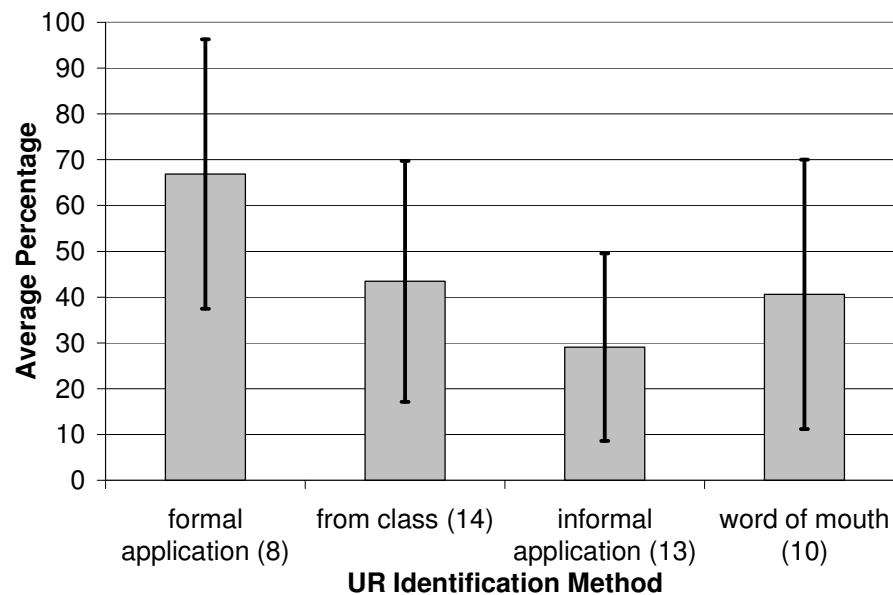 100
90
80
70
60
50
40
30
20
10
0
Average Percentage
formal
application (8)
from class (14)
informal
application (13)
word of mouth
(10)
UR Identification Method